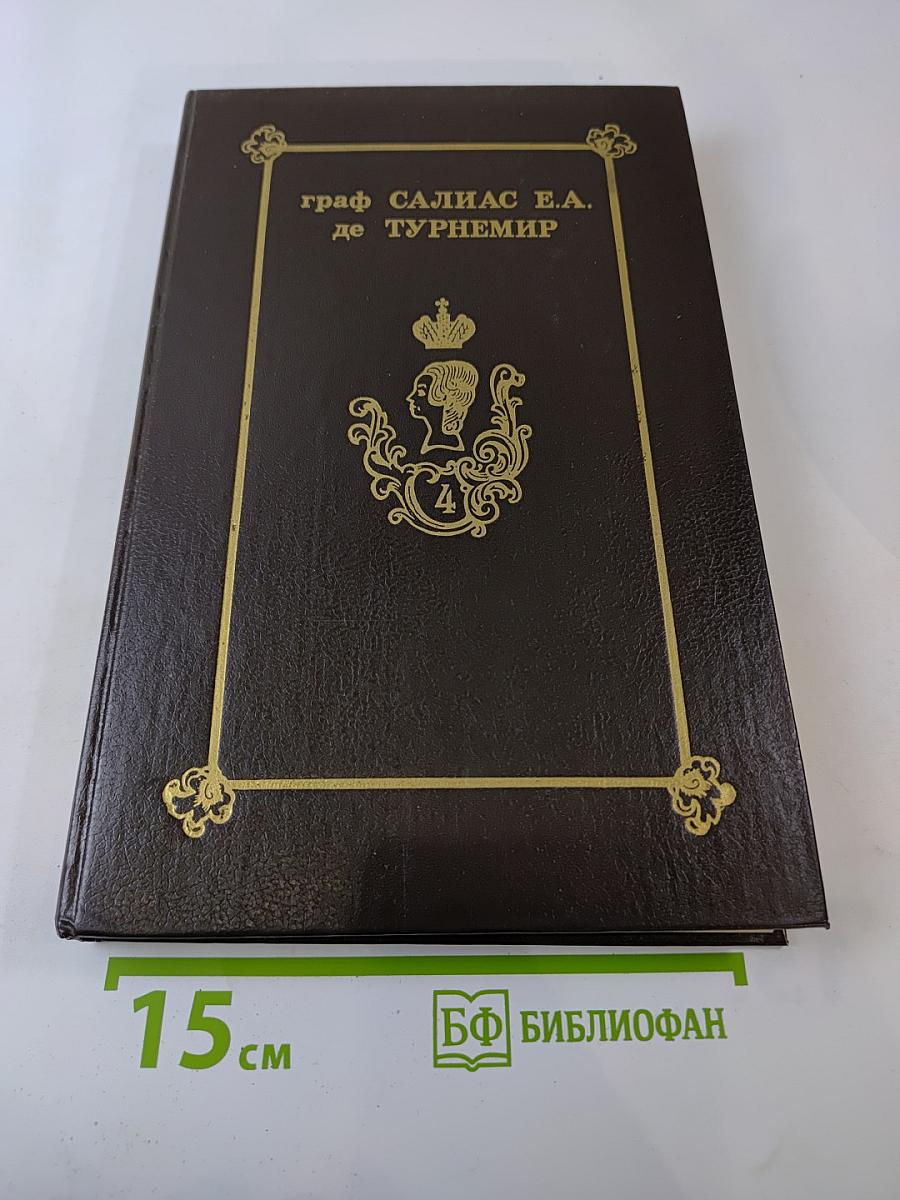 граф САЛИАС Е.А.
де ТУРНЕМИР
4
15 см
БФ БИБЛИОФАН